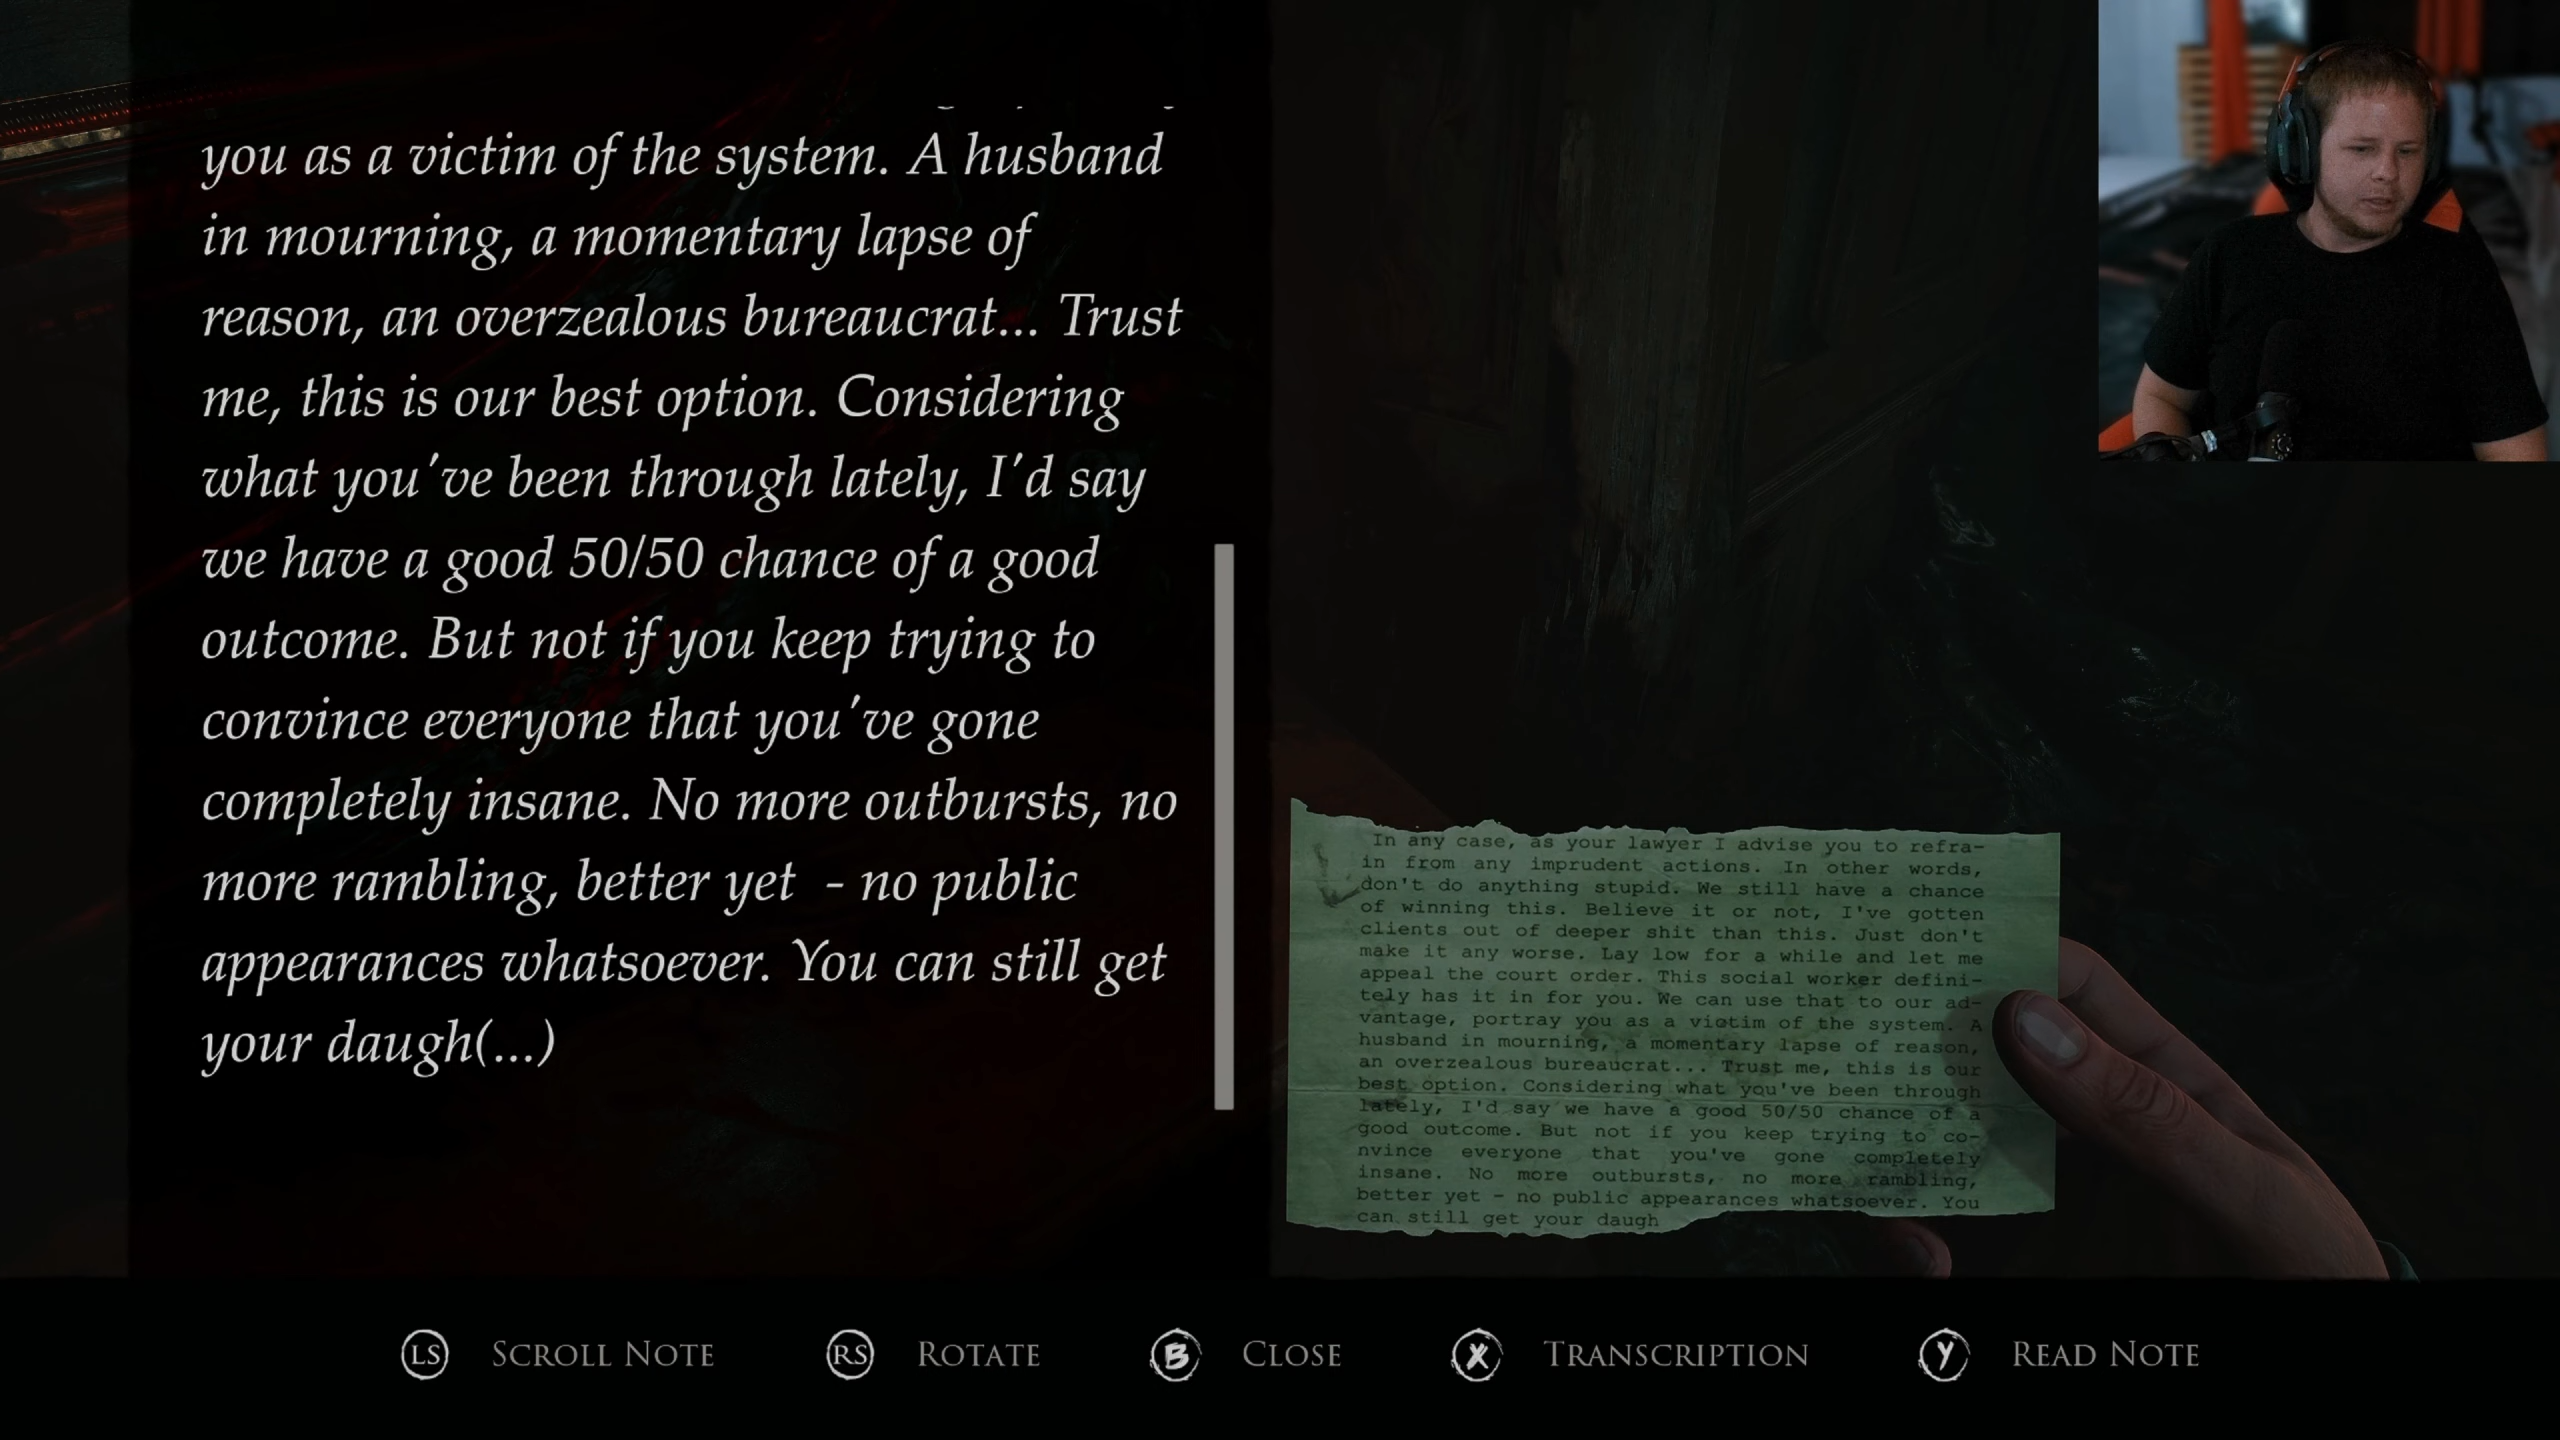 you as a victim of the system. A husband
in mourning, a momentary lapse of
reason, an overzealous bureaucrat... Trust
me, this is our best option. Considering
what you've been through lately, I'd say
we have a good 50/50 chance of a good
outcome. But not if you keep trying to
convince everyone that you've gone
completely insane. No more outbursts, no
more rambling, better yet - no public
appearances whatsoever. You can still get
your daugh(...)
In any case, as your lawyer I advise you to refra-
in from any imprudent actions. In other words,
don't do anything stupid. We still have a chance
of winning this. Believe it or not, I've gotten
clients out of deeper shit than this. Just don't
make it any worse. Lay low for a while and let me
appeal the court order. This social worker defini-
tely has it in for you. We can use that to our ad-
vantage, portray you as a victim of the system. A
husband in mourning, a momentary lapse of reason,
an overzealous bureaucrat... Trust me, this is our
best option. Considering what you've been through
lately, I'd say we have a good 50/50 chance of a
good outcome. But not if you keep trying to co-
nvince everyone that you've gone completely
insane. No more outbursts, no more rambling,
better yet - no public appearances whatsoever. You
can still get your daugh
LS SCROLL NOTE RS ROTATE B CLOSE X TRANSCRIPTION Y READ NOTE